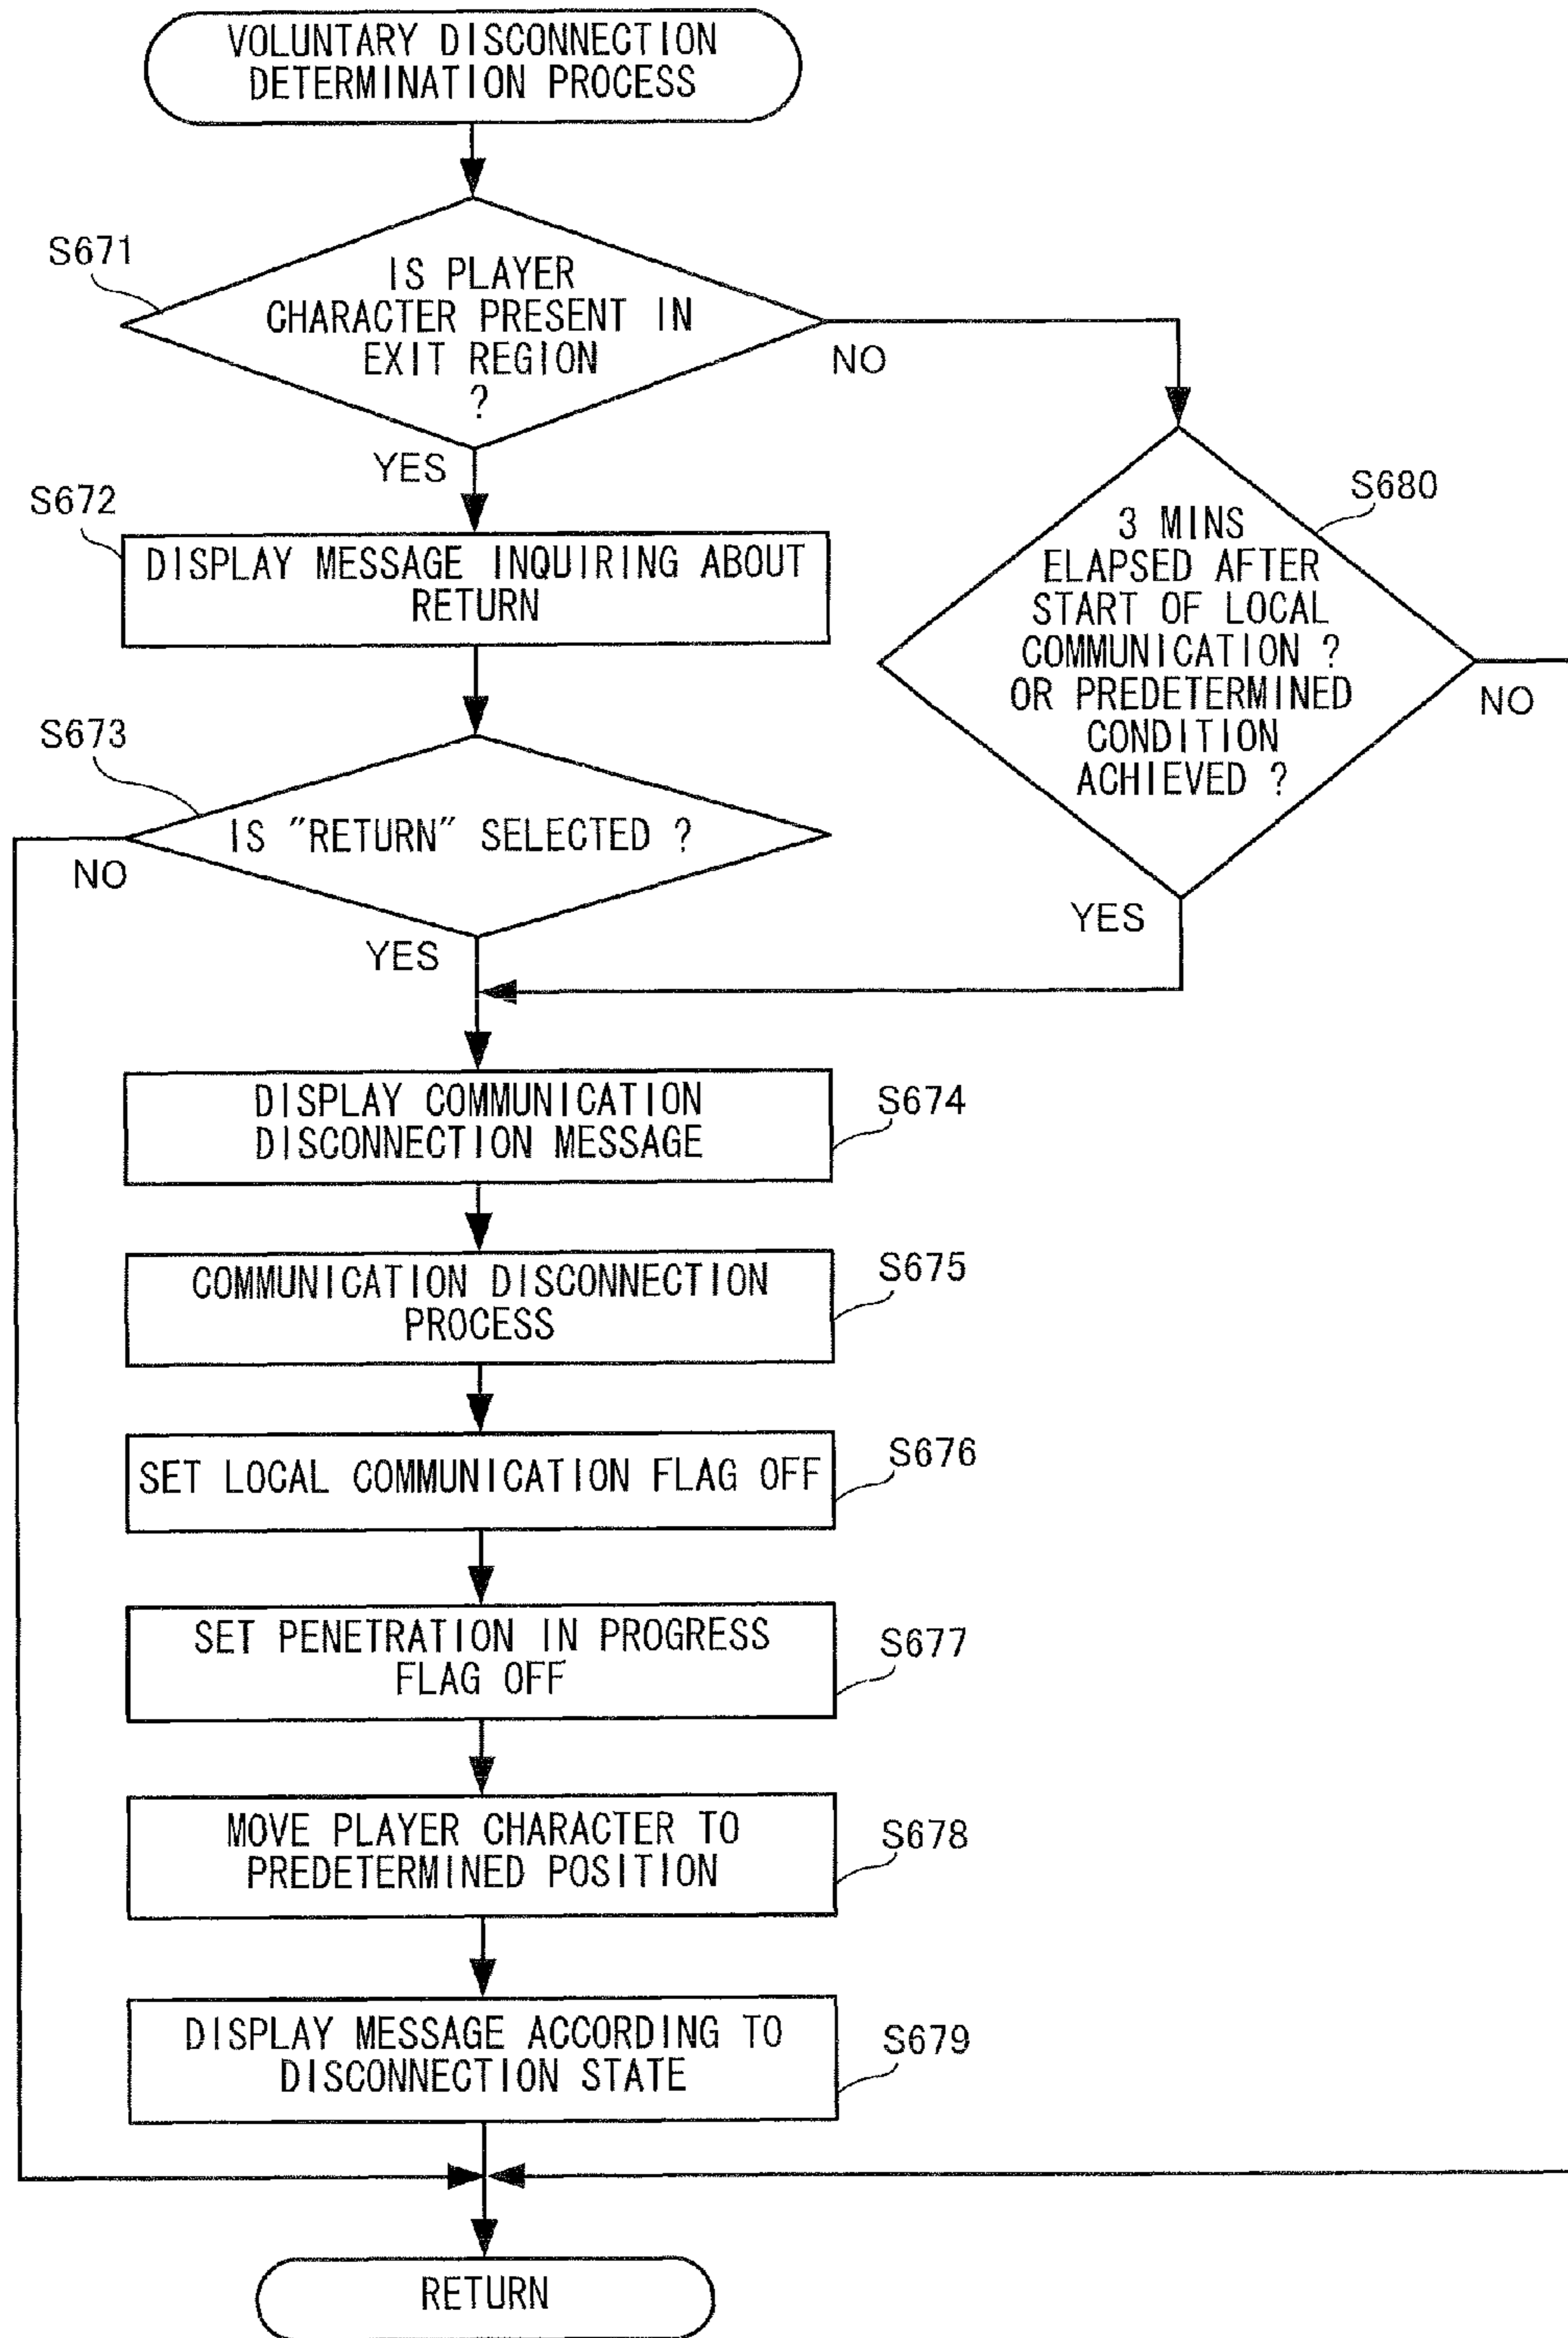 VOLUNTARY DISCONNECTION
DETERMINATION PROCESS
S671
IS PLAYER
CHARACTER PRESENT IN
EXIT REGION
?
NO
YES
S672
DISPLAY MESSAGE INQUIRING ABOUT
RETURN
S680
3 MINS
ELAPSED AFTER
START OF LOCAL
COMMUNICATION ?
OR PREDETERMINED
CONDITION
ACHIEVED ?
NO
YES
S673
IS "RETURN" SELECTED ?
NO
YES
DISPLAY COMMUNICATION
DISCONNECTION MESSAGE
S674
COMMUNICATION DISCONNECTION
PROCESS
S675
SET LOCAL COMMUNICATION FLAG OFF
S676
SET PENETRATION IN PROGRESS
FLAG OFF
S677
MOVE PLAYER CHARACTER TO
PREDETERMINED POSITION
S678
DISPLAY MESSAGE ACCORDING TO
DISCONNECTION STATE
S679
RETURN